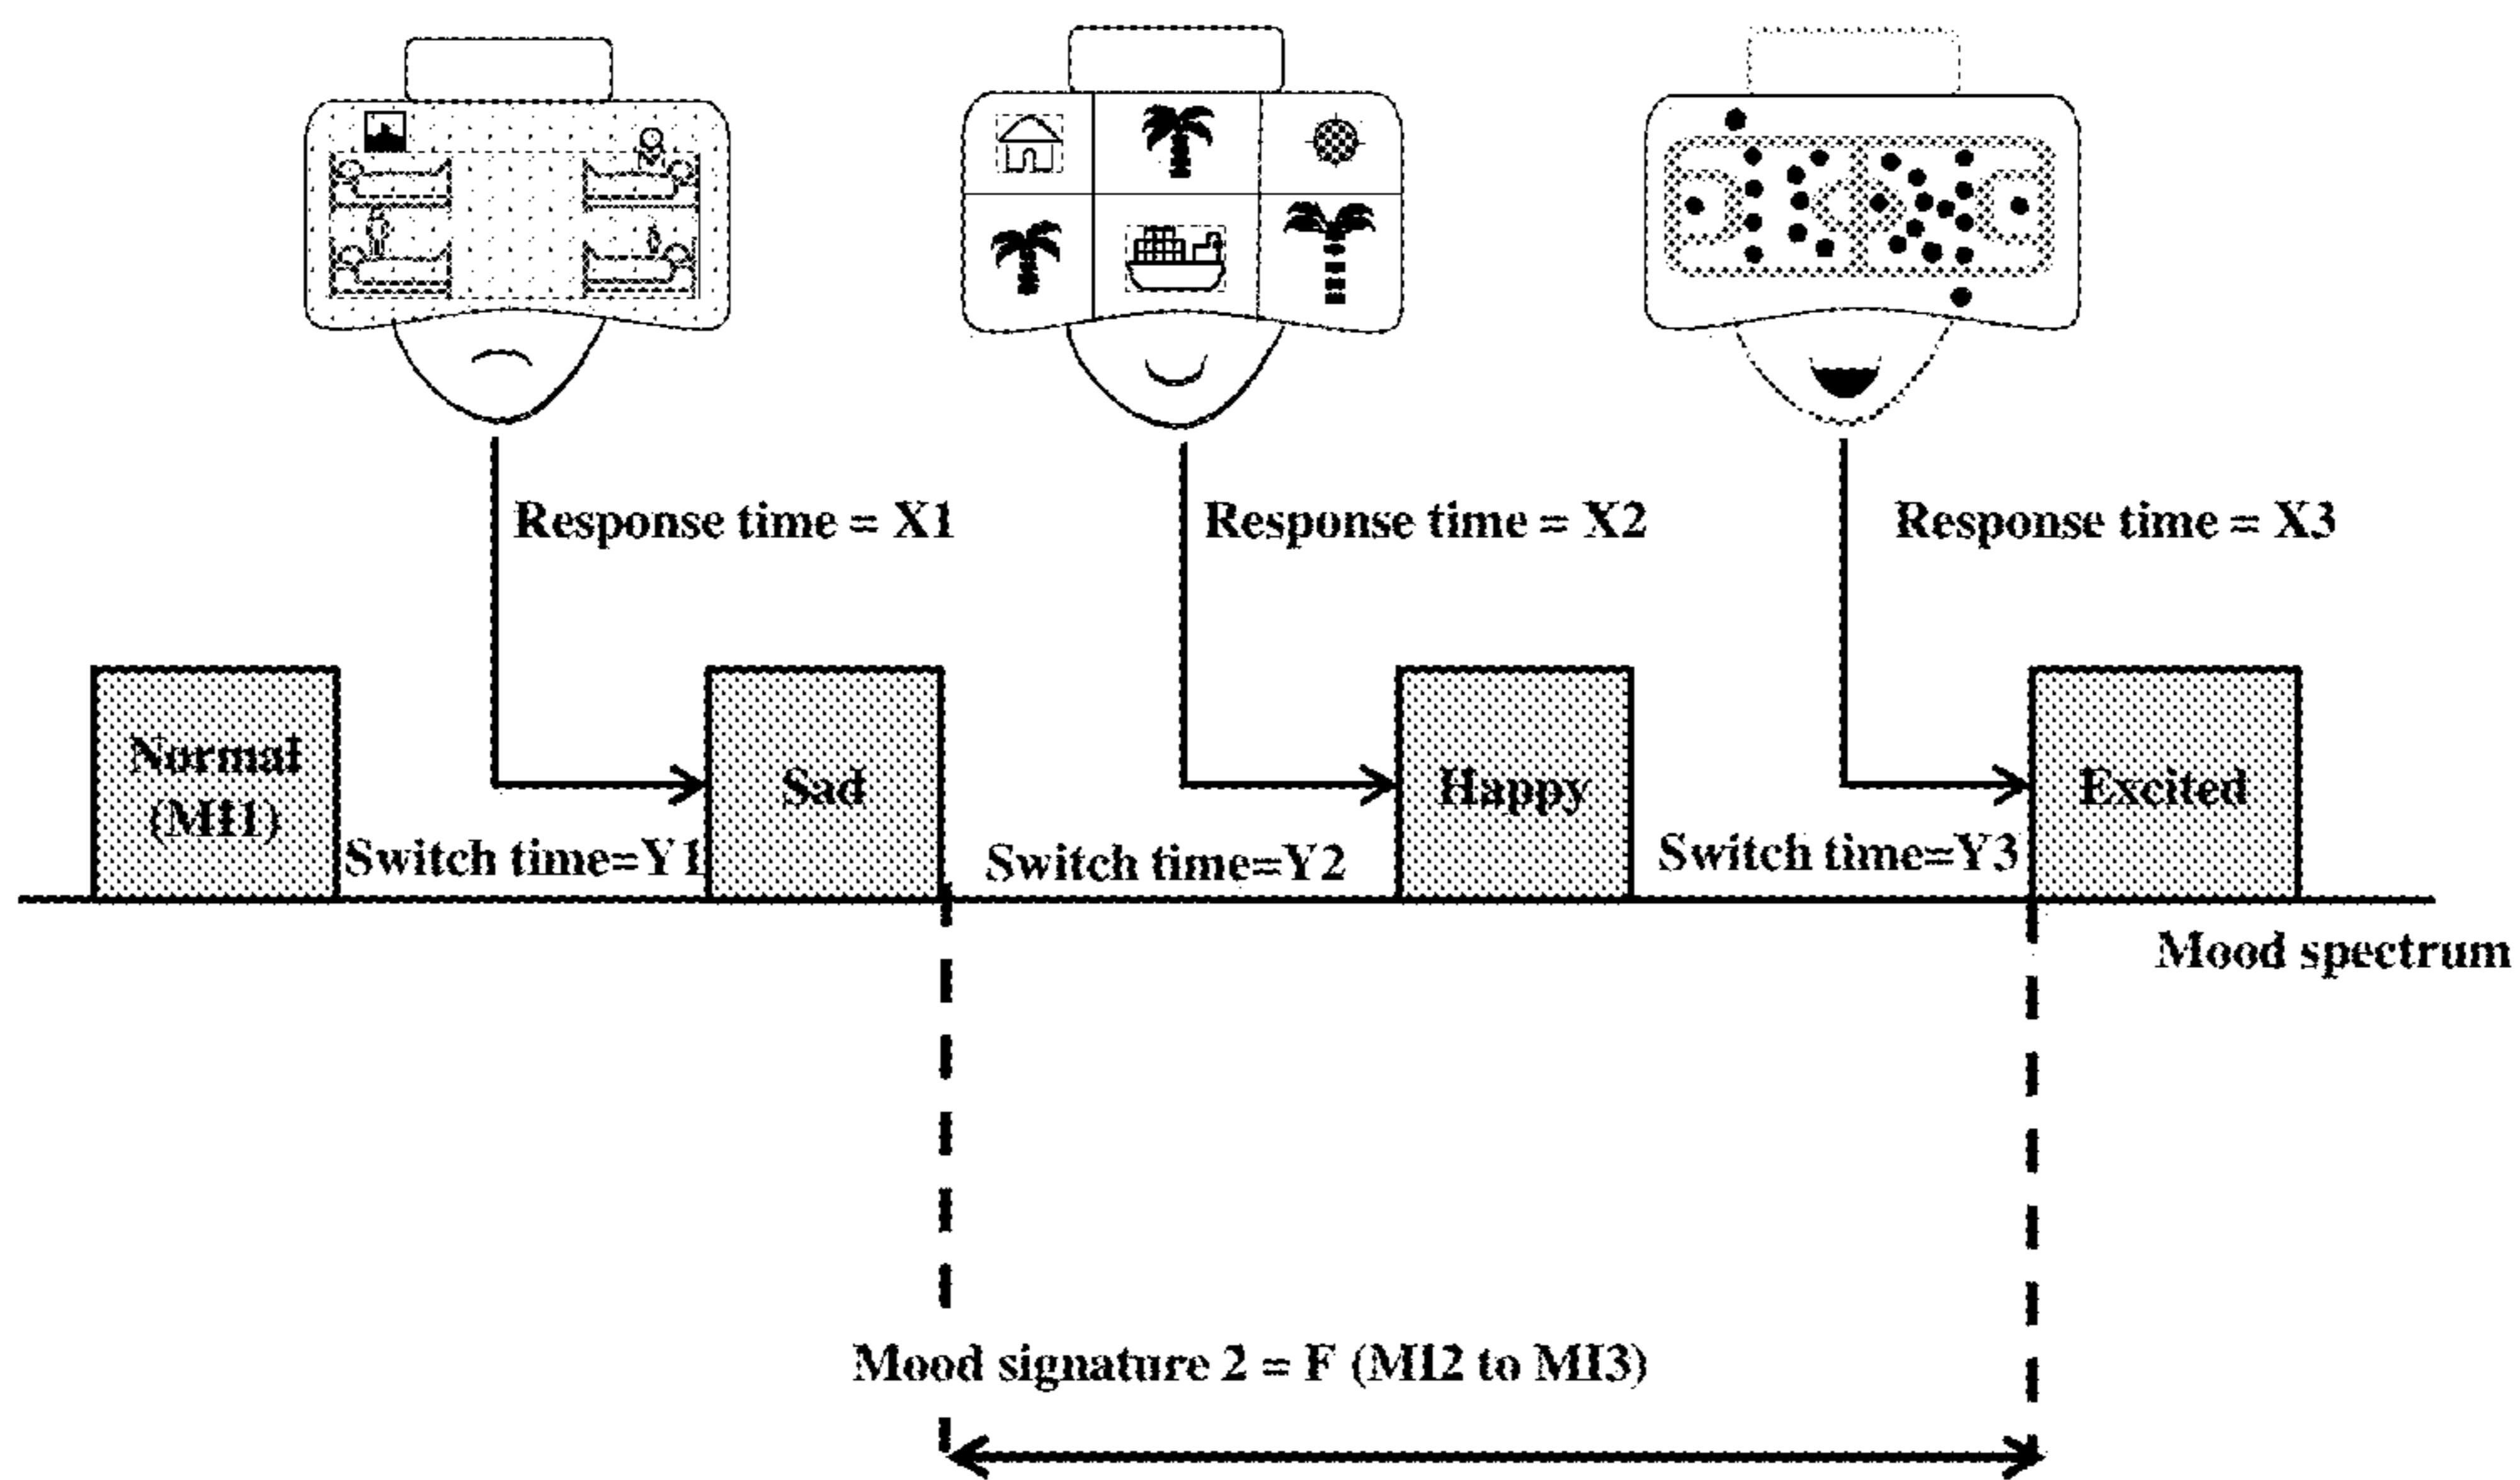 Response time = X1
Response time = X2
Response time = X3
Normal
(MI1)
Sad
Happy
Excited
Switch time=Y1
Switch time=Y2
Switch time=Y3
Mood spectrum
Mood signature 2 = F (MI2 to MI3)